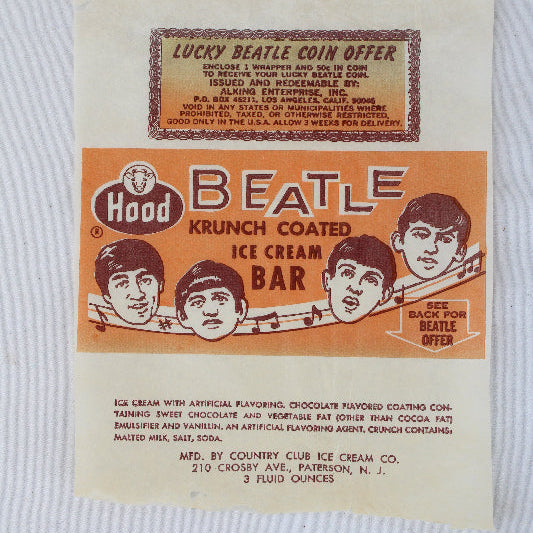 LUCKY BEATLE COIN OFFER
ENCLOSE 1 WRAPPER AND 50¢ IN COIN
TO RECEIVE YOUR LUCKY BEATLE COIN.
ISSUED AND REDEEMABLE BY:
ALKING ENTERPRISE, INC.
P.O. BOX 45211, LOS ANGELES, CALIF. 90045
VOID IN ANY STATES OR MUNICIPALITIES WHERE
PROHIBITED, TAXED, OR OTHERWISE RESTRICTED.
GOOD ONLY IN THE U.S.A. ALLOW 3 WEEKS FOR DELIVERY.
Hood
®
BEATLE
KRUNCH COATED
ICE CREAM
BAR
SEE
BACK FOR
BEATLE
OFFER
ICE CREAM WITH ARTIFICIAL FLAVORING, CHOCOLATE FLAVORED COATING CON-
TAINING SWEET CHOCOLATE AND VEGETABLE FAT (OTHER THAN COCOA FAT)
EMULSIFIER AND VANILLIN, AN ARTIFICIAL FLAVORING AGENT, CRUNCH CONTAINS:
MALTED MILK, SALT, SODA.
MFD. BY COUNTRY CLUB ICE CREAM CO.
210 CROSBY AVE., PATERSON, N. J.
3 FLUID OUNCES